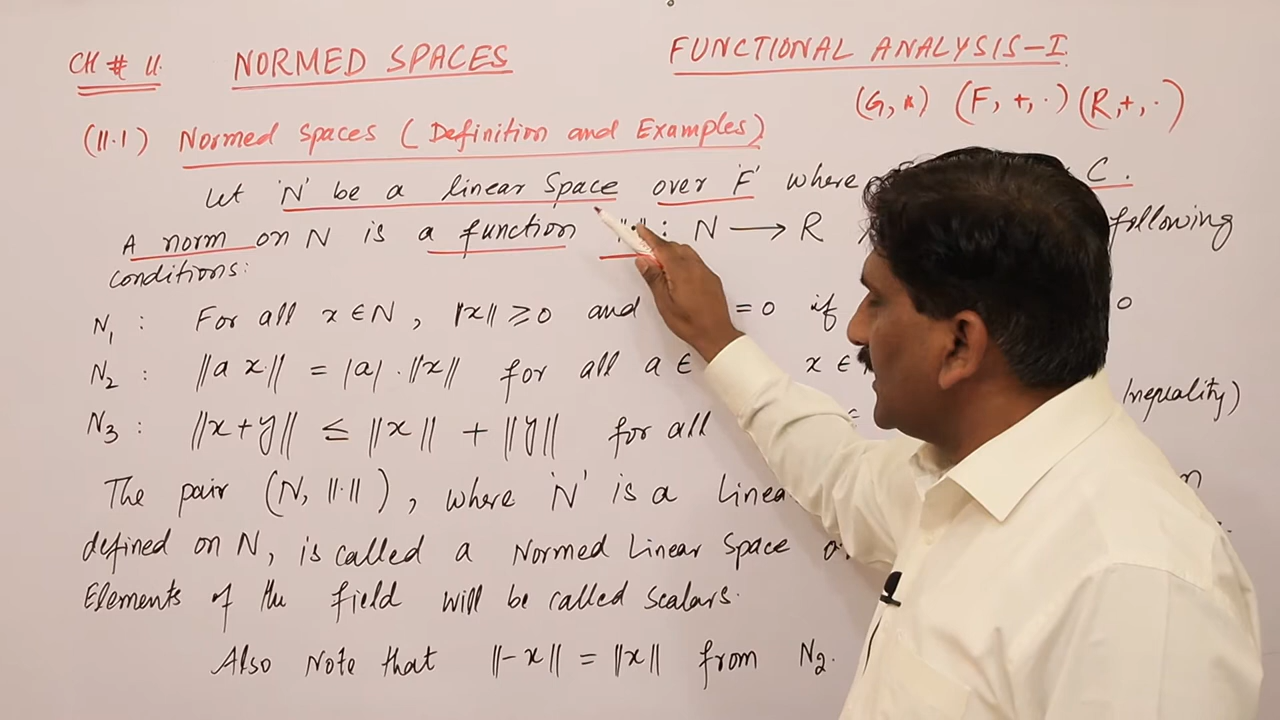 CH # 11. NORMED SPACES FUNCTIONAL ANALYSIS-I
(G, *) (F, +, ·) (R, +, ·)
(11.1) Normed Spaces (Definition and Examples)
Let 'N' be a linear Space over 'F' where C.
A norm on N is a function : N → R following
conditions:
N₁ : For all x ∈ N, ||x|| ≥ 0 and = 0 if 0
N₂ : ||a x|| = |a| · ||x|| for all a ∈ x ∈
N₃ : ||x+y|| ≤ ||x|| + ||y|| for all Inequality)
The pair (N, ||·||), where 'N' is a
defined on N, is called a Normed Linear Space
Elements of the field will be called scalars.
Also Note that ||-x|| = ||x|| from N₂.